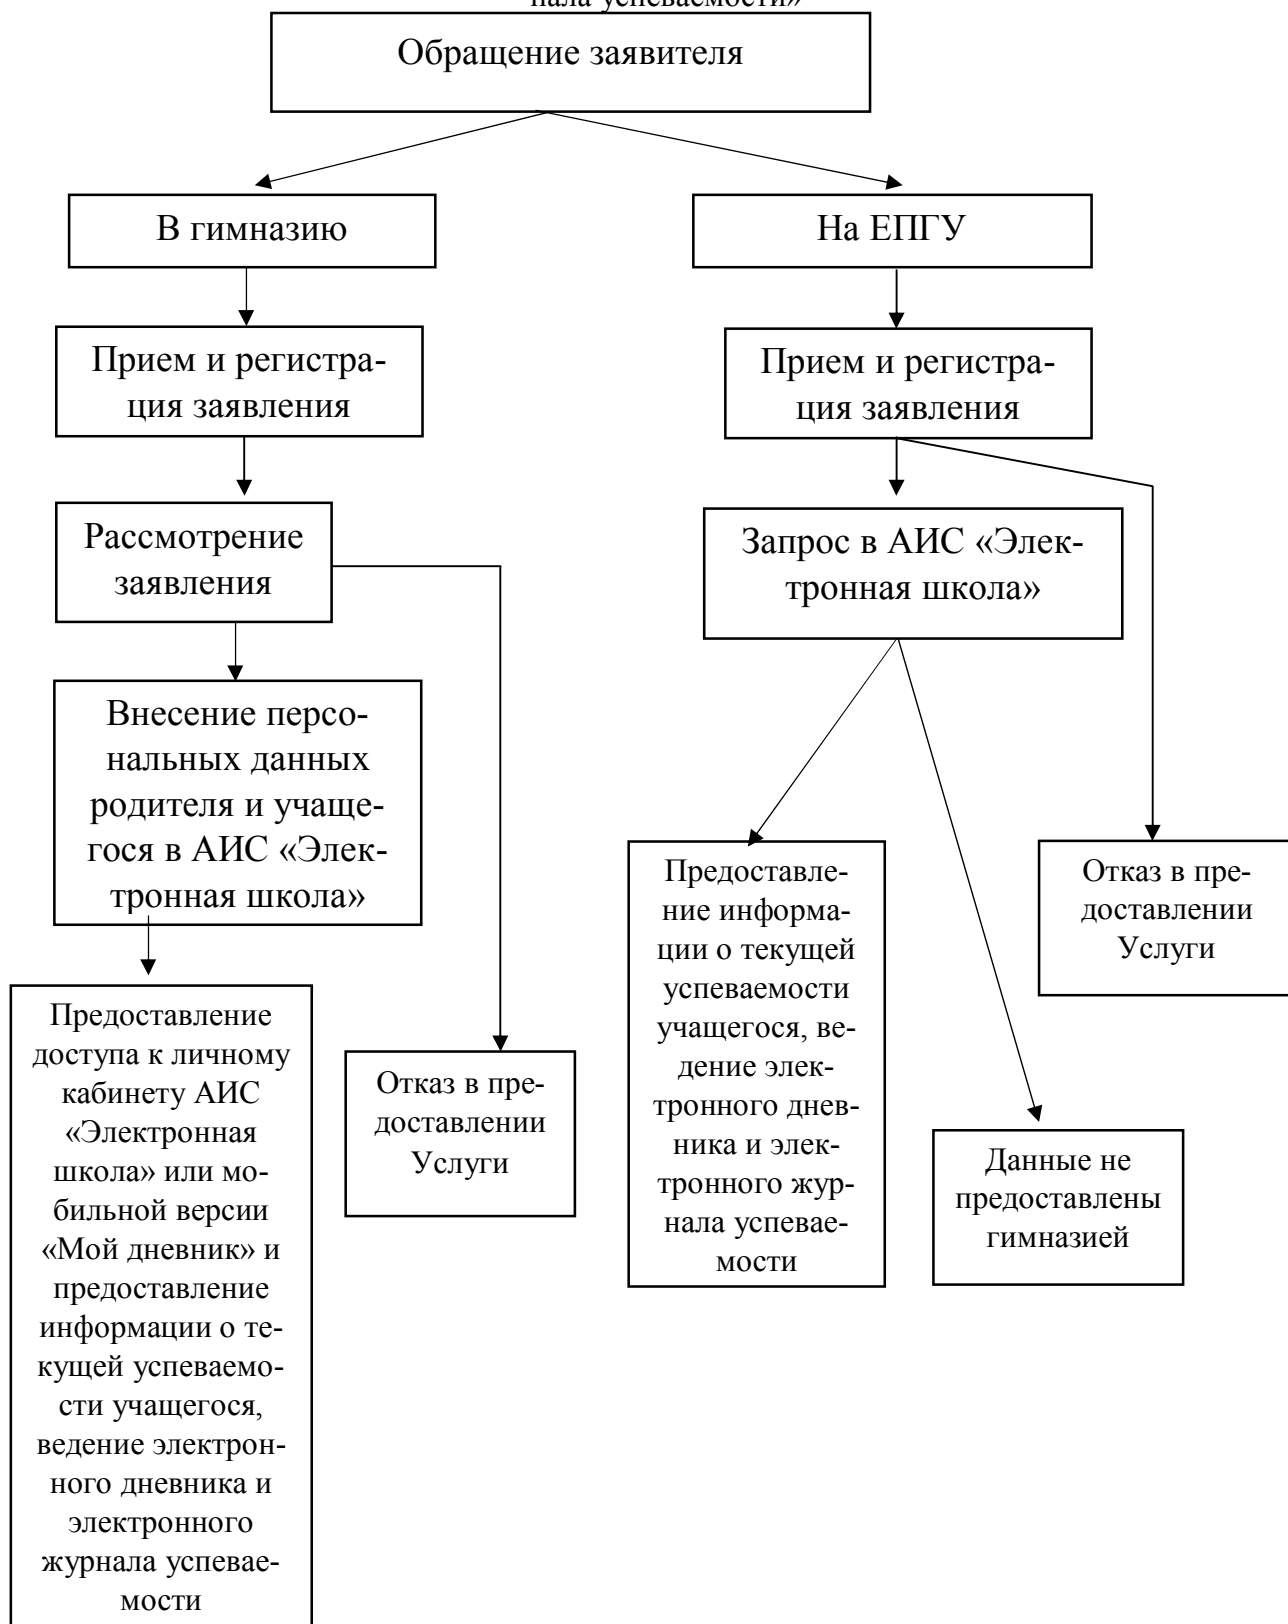 нала успеваемости»
Обращение заявителя
В гимназию
На ЕПГУ
Прием и регистра-
ция заявления
Прием и регистра-
ция заявления
Рассмотрение
заявления
Запрос в АИС «Элек-
тронная школа»
Внесение персо-
нальных данных
родителя и учаще-
гося в АИС «Элек-
тронная школа»
Предоставле-
ние информа-
ции о текущей
успеваемости
учащегося, ве-
дение элек-
тронного днев-
ника и элек-
тронного жур-
нала успевае-
мости
Отказ в пре-
доставлении
Услуги
Предоставление
доступа к личному
кабинету АИС
«Электронная
школа» или мо-
бильной версии
«Мой дневник» и
предоставление
информации о те-
кущей успеваемо-
сти учащегося,
ведение электрон-
ного дневника и
электронного
журнала успевае-
мости
Отказ в пре-
доставлении
Услуги
Данные не
предоставлены
гимназией